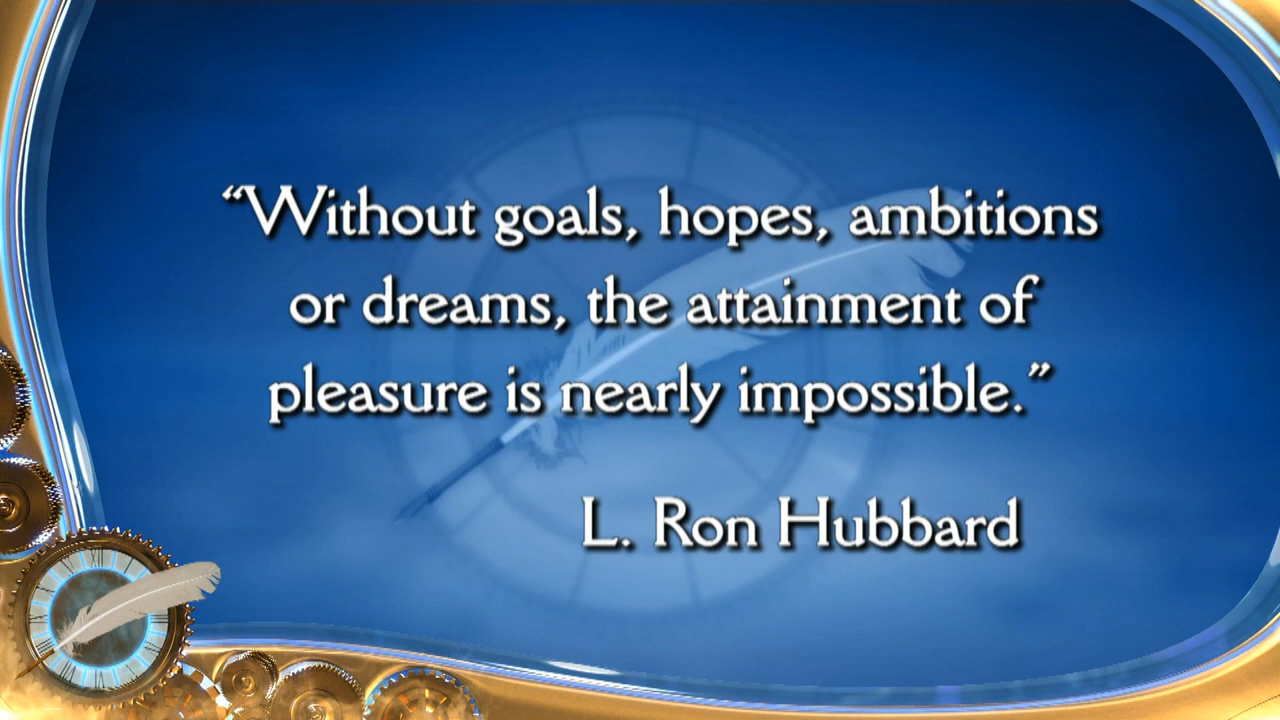 “Without goals, hopes, ambitions
or dreams, the attainment of
pleasure is nearly impossible.”
L. Ron Hubbard